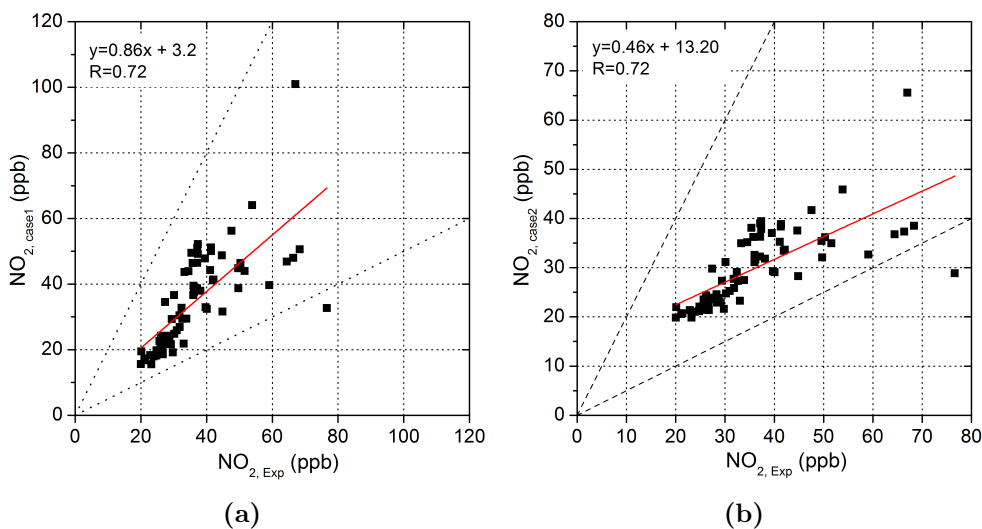 y=0.86x + 3.2
R=0.72
NO2, case1 (ppb)
120
100
80
60
40
20
0
0 20 40 60 80 100 120
NO2, Exp (ppb)
(a)
y=0.46x + 13.20
R=0.72
NO2, case2 (ppb)
80
70
60
50
40
30
20
10
0
0 10 20 30 40 50 60 70 80
NO2, Exp (ppb)
(b)